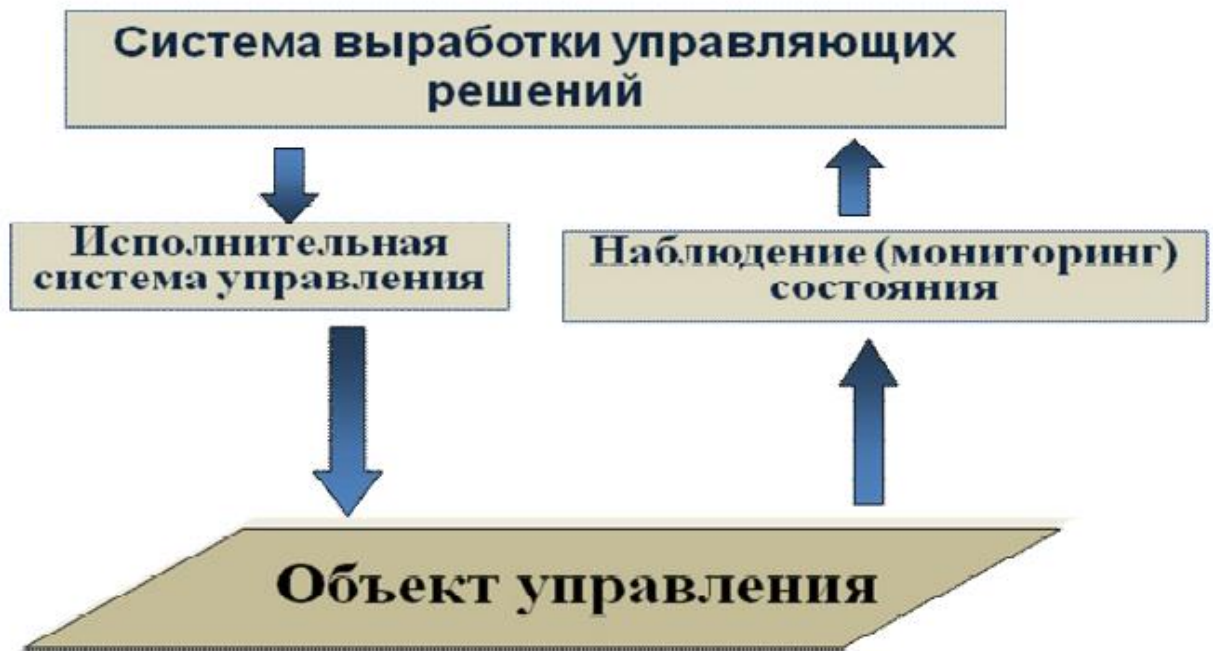 Система выработки управляющих
решений
Исполнительная
система управления
Наблюдение (мониторинг)
состояния
Объект управления